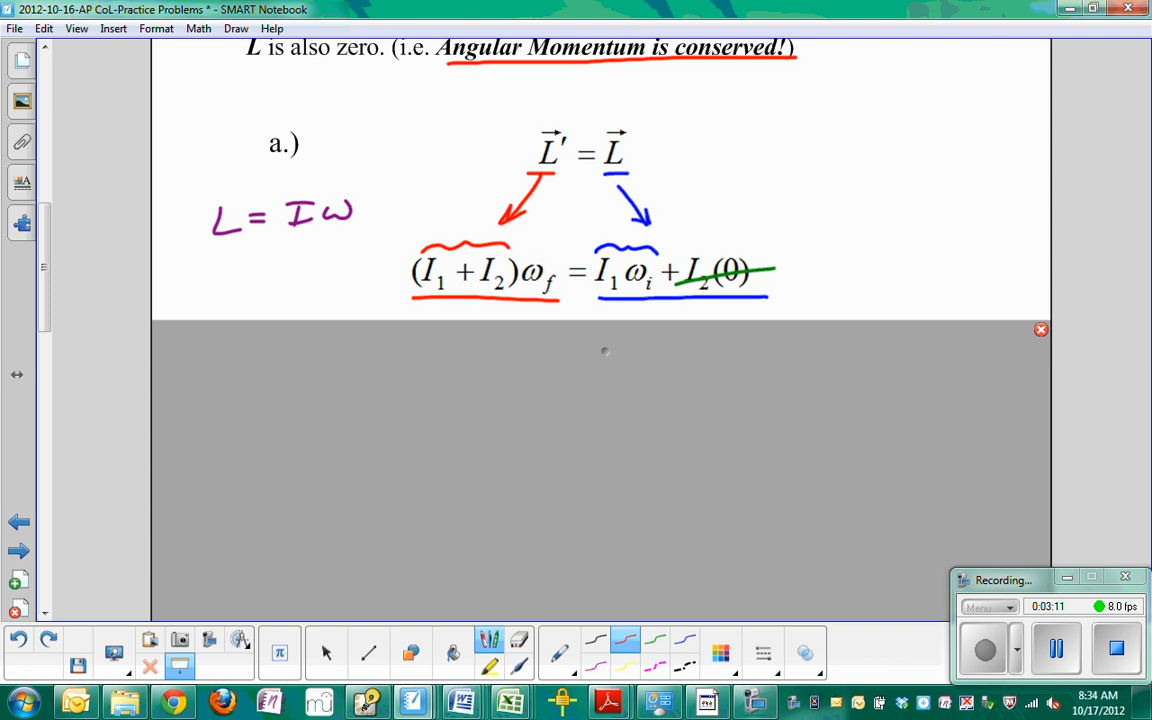 2012-10-16-AP CoL-Practice Problems * - SMART Notebook
File Edit View Insert Format Math Draw Help
L is also zero. (i.e. Angular Momentum is conserved!)
a.)
L⃗′ = L⃗
L = Iω
(I₁ + I₂)ω_f = I₁ω_i + I₂(0)
Recording...
Menu 0:03:11 8.0 fps
π
8:34 AM
10/17/2012